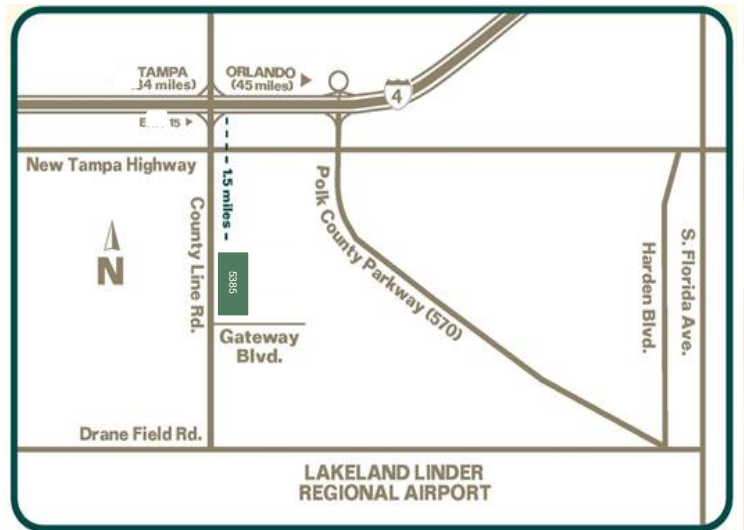 TAMPA
34 miles)
ORLANDO
(45 miles)
4
15
New Tampa Highway
1.5 miles
County Line Rd.
Polk County Parkway (570)
S. Florida Ave.
Harden Blvd.
N
5385
Gateway
Blvd.
Drane Field Rd.
LAKELAND LINDER
REGIONAL AIRPORT